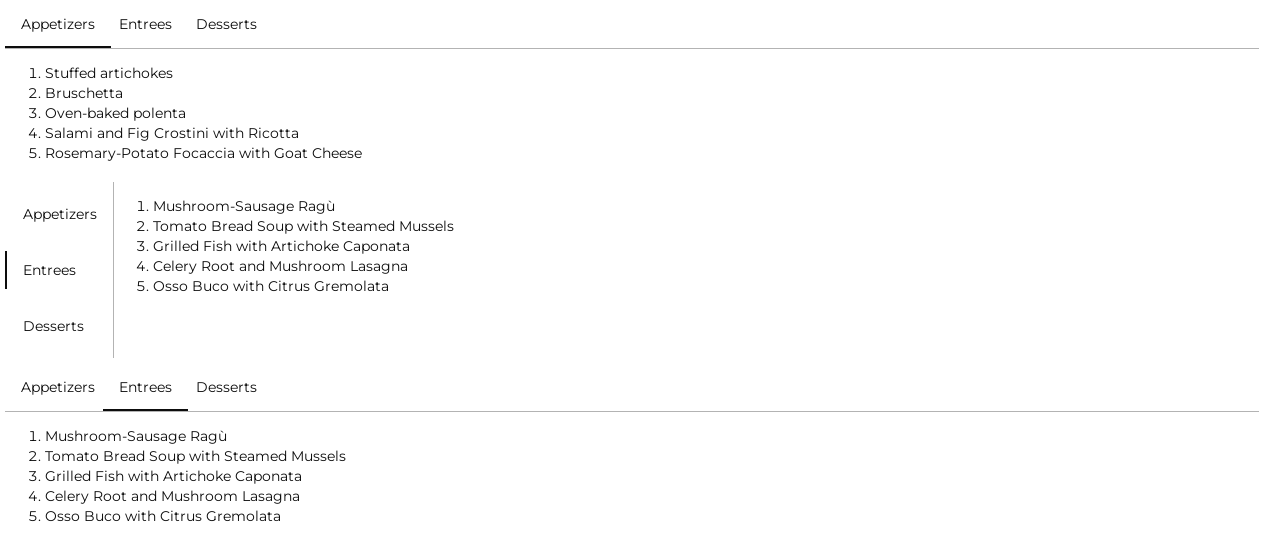 Appetizers Entrees Desserts
1. Stuffed artichokes
2. Bruschetta
3. Oven-baked polenta
4. Salami and Fig Crostini with Ricotta
5. Rosemary-Potato Focaccia with Goat Cheese
Appetizers
Entrees
Desserts
1. Mushroom-Sausage Ragù
2. Tomato Bread Soup with Steamed Mussels
3. Grilled Fish with Artichoke Caponata
4. Celery Root and Mushroom Lasagna
5. Osso Buco with Citrus Gremolata
Appetizers Entrees Desserts
1. Mushroom-Sausage Ragù
2. Tomato Bread Soup with Steamed Mussels
3. Grilled Fish with Artichoke Caponata
4. Celery Root and Mushroom Lasagna
5. Osso Buco with Citrus Gremolata